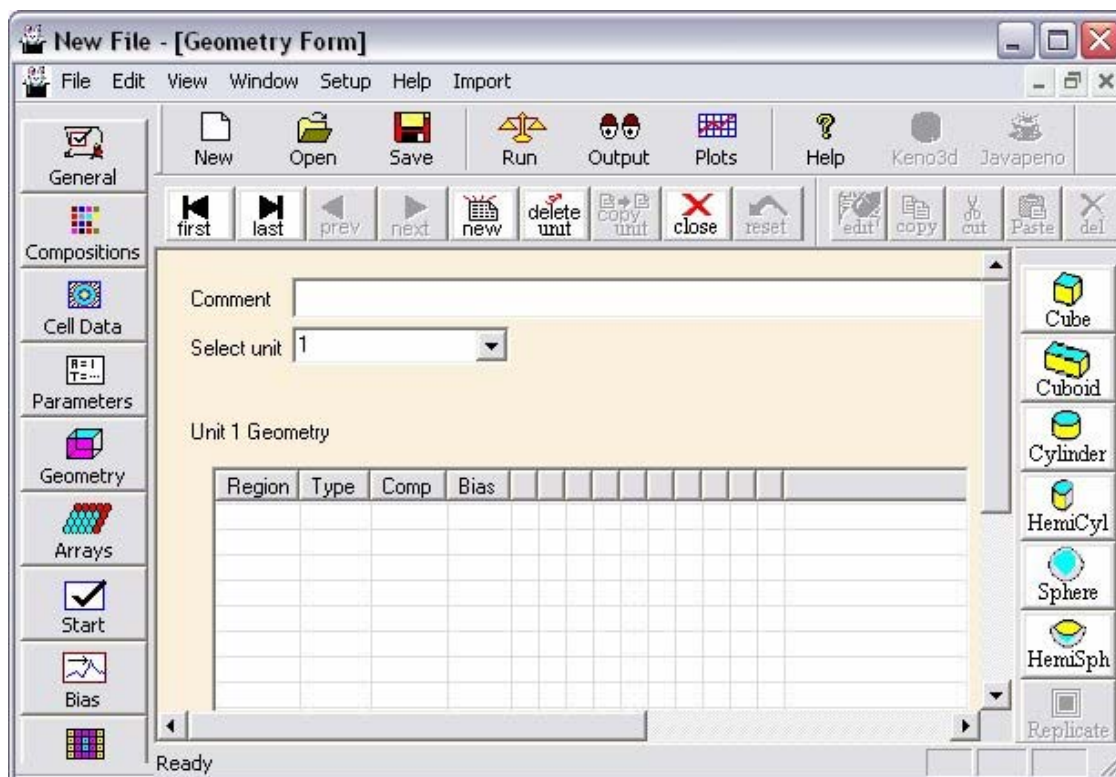 New File - [Geometry Form]
File Edit View Window Setup Help Import
New Open Save Run Output Plots Help Keno3d Javapeno
first last prev next new delete unit copy unit close reset edit copy cut Paste del
General
Compositions
Cell Data
Parameters
Geometry
Arrays
Start
Bias
Comment
Select unit 1
Unit 1 Geometry
Region Type Comp Bias
Cube
Cuboid
Cylinder
HemiCyl
Sphere
HemiSph
Replicate
Ready